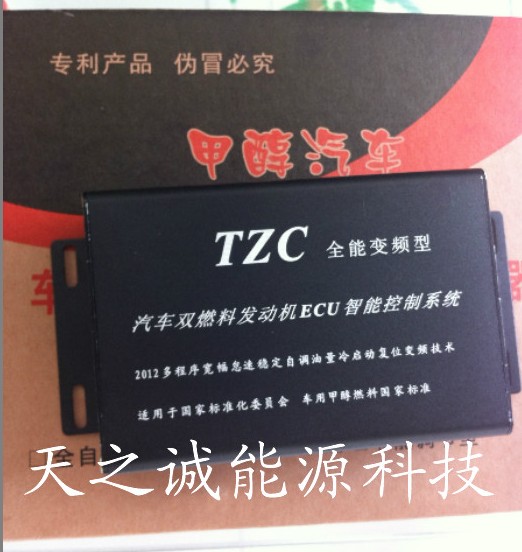 专利产品 伪冒必究
甲醇汽车
TZC 全能变频型
汽车双燃料发动机ECU智能控制系统
2012多程序宽幅怠速稳定自调油量冷启动复位变频技术
适用于国家标准化委员会 车用甲醇燃料国家标准
车
器
全自
天之诚能源科技